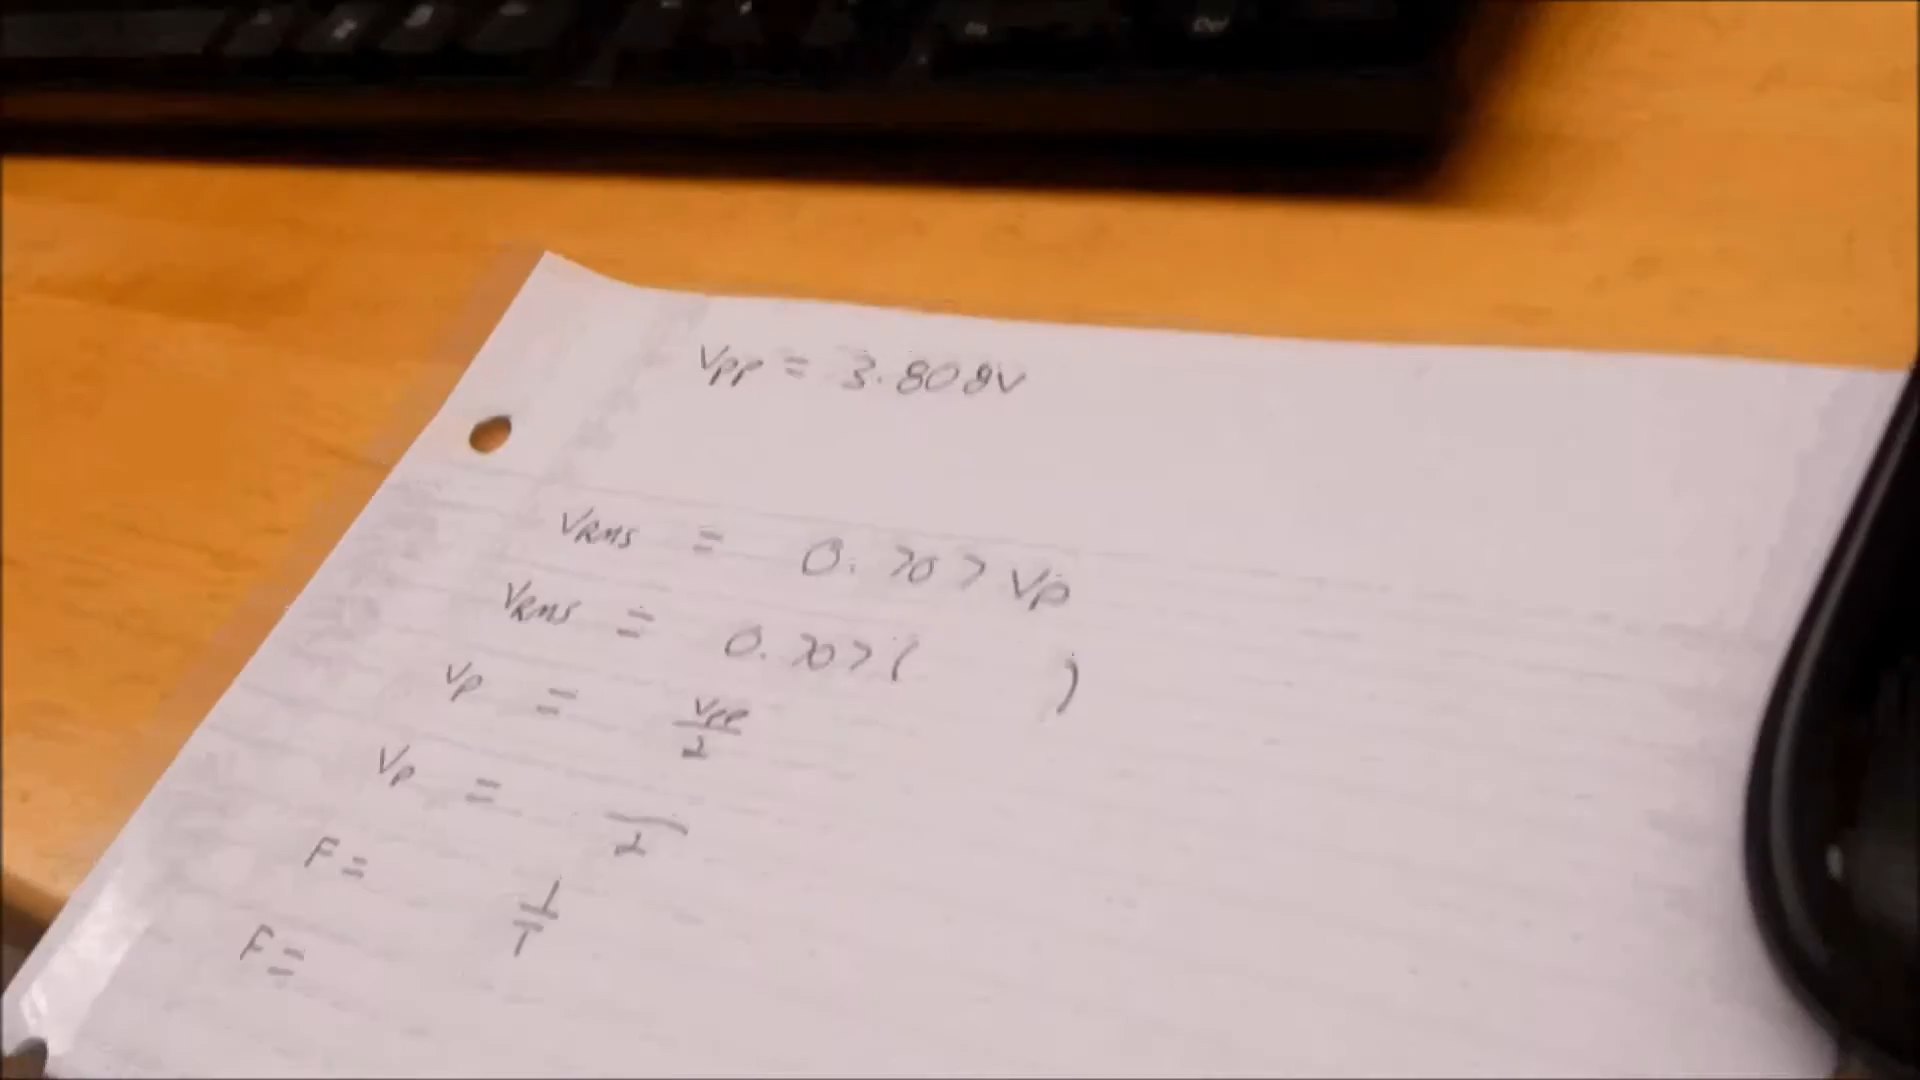 VPP = 3.808V
VRMS = 0.707 VP
VRMS = 0.707 ( )
VP = VPP/2
VP = /2
F = 1/T
F =